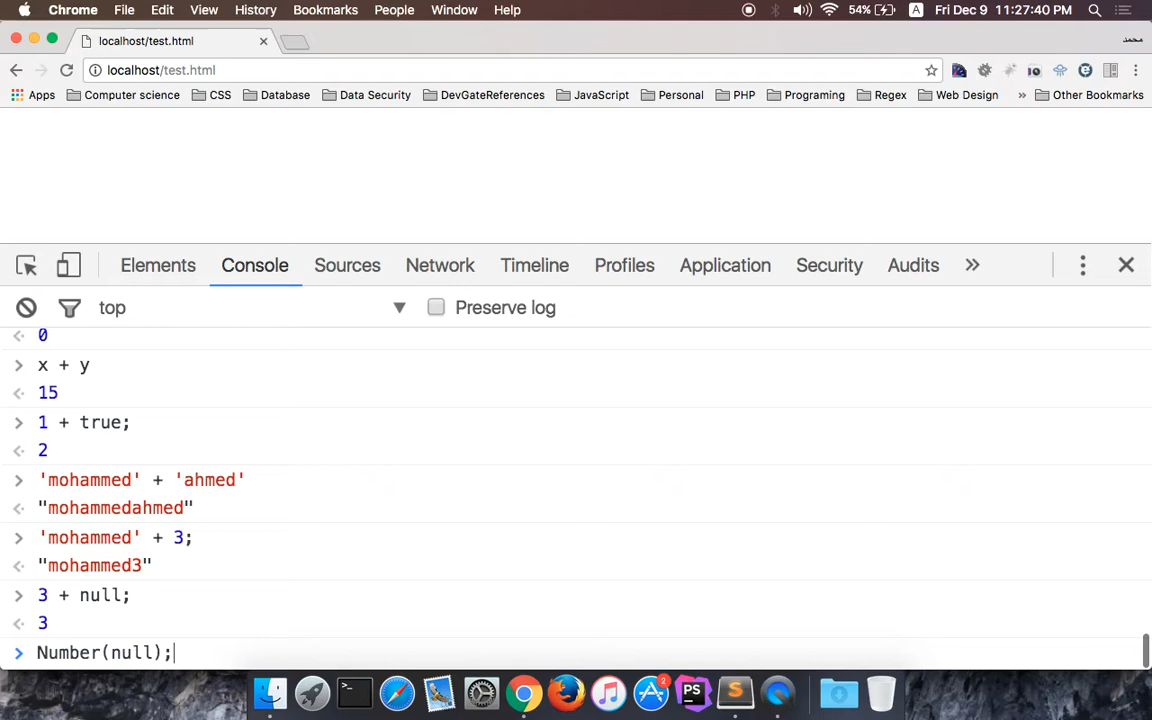 Chrome File Edit View History Bookmarks People Window Help 54% A Fri Dec 9 11:27:40 PM
localhost/test.html محمد
localhost/test.html
Apps Computer science CSS Database Data Security DevGateReferences JavaScript Personal PHP Programing Regex Web Design » Other Bookmarks
Elements Console Sources Network Timeline Profiles Application Security Audits »
top Preserve log
0
x + y
15
1 + true;
2
'mohammed' + 'ahmed'
"mohammedahmed"
'mohammed' + 3;
"mohammed3"
3 + null;
3
Number(null);
2